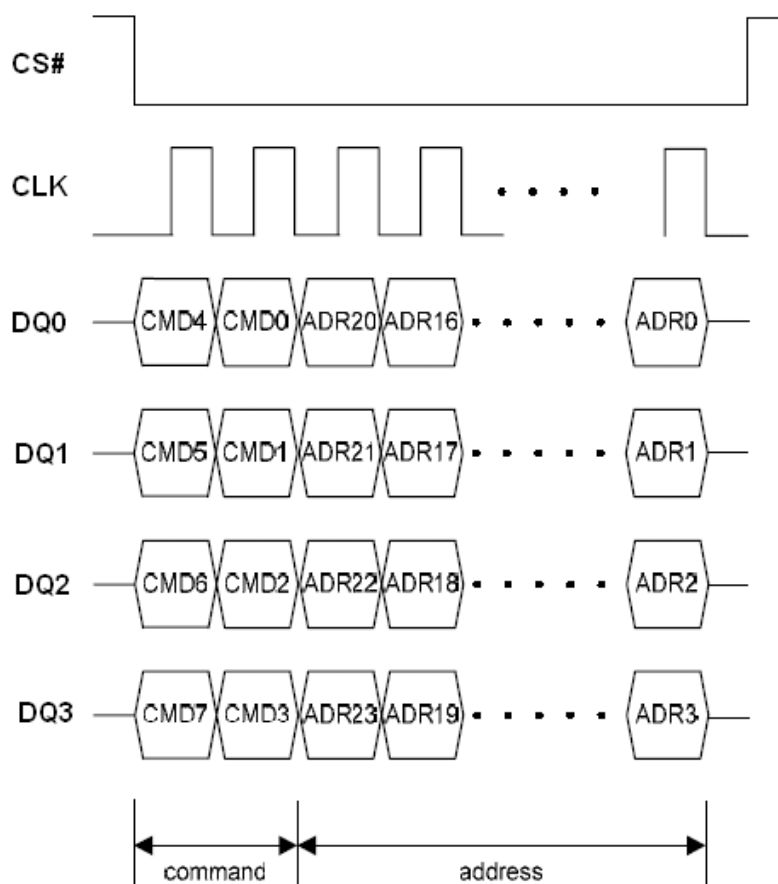 CS#
CLK
DQ0 CMD4 CMD0 ADR20 ADR16 ADR0
DQ1 CMD5 CMD1 ADR21 ADR17 ADR1
DQ2 CMD6 CMD2 ADR22 ADR18 ADR2
DQ3 CMD7 CMD3 ADR23 ADR19 ADR3
command address